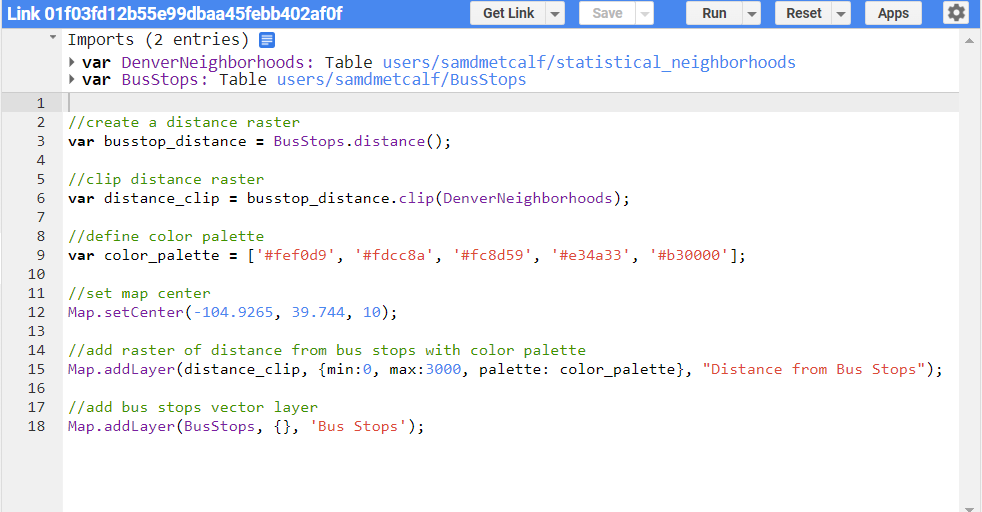 Link 01f03fd12b55e99dbaa45febb402af0f Get Link Save Run Reset Apps
Imports (2 entries)
var DenverNeighborhoods: Table users/samdmetcalf/statistical_neighborhoods
var BusStops: Table users/samdmetcalf/BusStops
1
2 //create a distance raster
3 var busstop_distance = BusStops.distance();
4
5 //clip distance raster
6 var distance_clip = busstop_distance.clip(DenverNeighborhoods);
7
8 //define color palette
9 var color_palette = ['#fef0d9', '#fdcc8a', '#fc8d59', '#e34a33', '#b30000'];
10
11 //set map center
12 Map.setCenter(-104.9265, 39.744, 10);
13
14 //add raster of distance from bus stops with color palette
15 Map.addLayer(distance_clip, {min:0, max:3000, palette: color_palette}, "Distance from Bus Stops");
16
17 //add bus stops vector layer
18 Map.addLayer(BusStops, {}, 'Bus Stops');